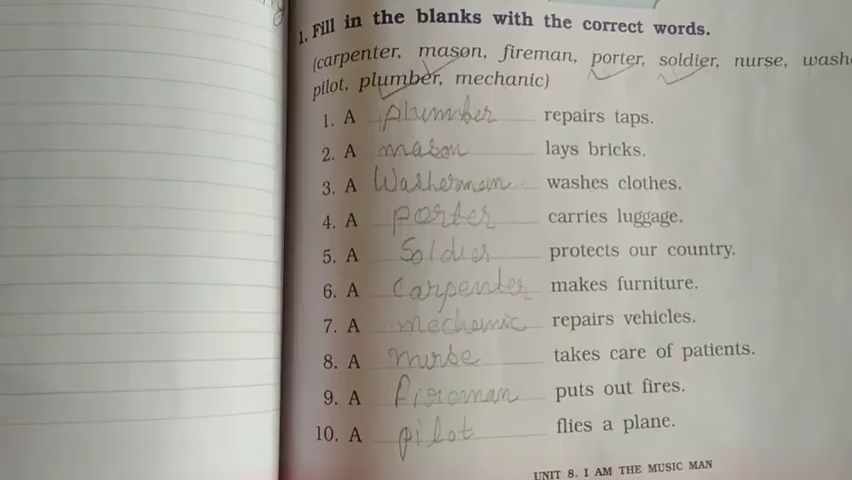 1. Fill in the blanks with the correct words.
(carpenter, mason, fireman, porter, soldier, nurse,
pilot, plumber, mechanic)
1. A plumber repairs taps.
2. A mason lays bricks.
3. A Washerman washes clothes.
4. A porter carries luggage.
5. A Soldier protects our country.
6. A Carpenter makes furniture.
7. A mechanic repairs vehicles.
8. A nurse takes care of patients.
9. A fireman puts out fires.
10. A pilot flies a plane.
UNIT 8. I AM THE MUSIC MAN